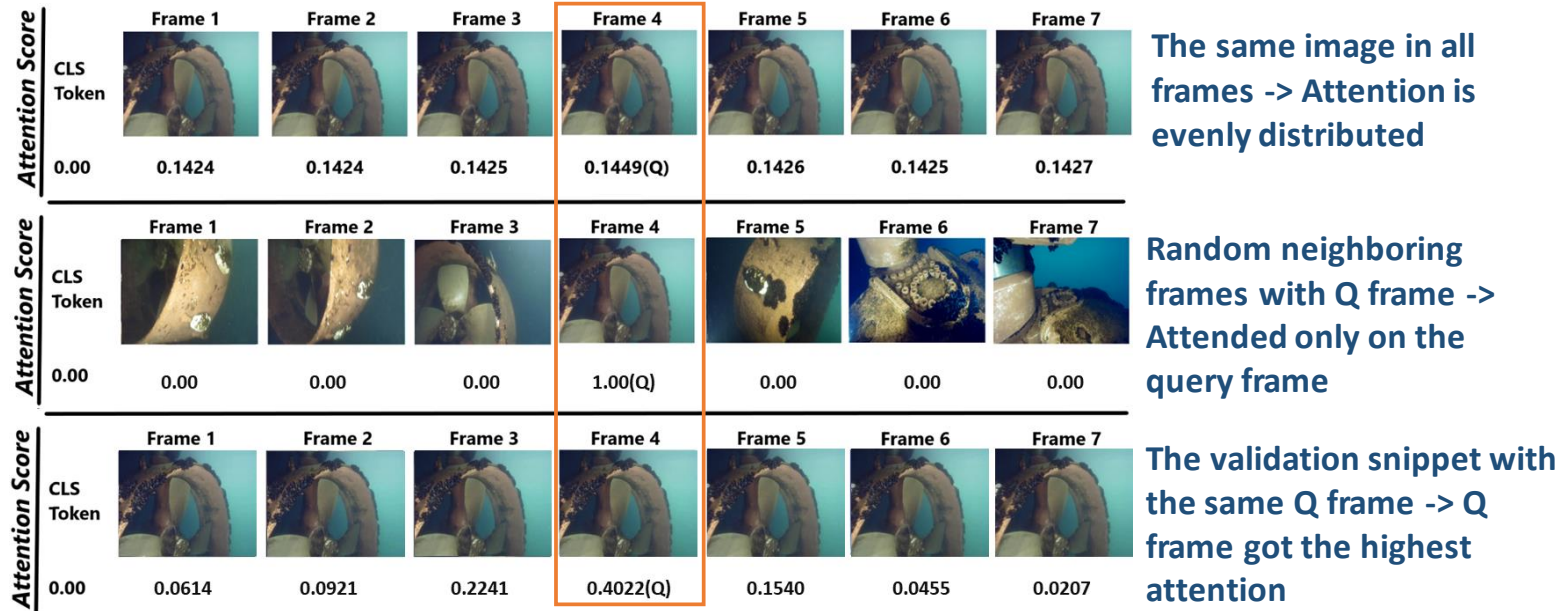 Attention Score
Frame 1 Frame 2 Frame 3 Frame 4 Frame 5 Frame 6 Frame 7
CLS
Token
0.00 0.1424 0.1424 0.1425 0.1449(Q) 0.1426 0.1425 0.1427
The same image in all
frames -> Attention is
evenly distributed
Attention Score
Frame 1 Frame 2 Frame 3 Frame 4 Frame 5 Frame 6 Frame 7
CLS
Token
0.00 0.00 0.00 0.00 1.00(Q) 0.00 0.00 0.00
Random neighboring
frames with Q frame ->
Attended only on the
query frame
Attention Score
Frame 1 Frame 2 Frame 3 Frame 4 Frame 5 Frame 6 Frame 7
CLS
Token
0.00 0.0614 0.0921 0.2241 0.4022(Q) 0.1540 0.0455 0.0207
The validation snippet with
the same Q frame -> Q
frame got the highest
attention